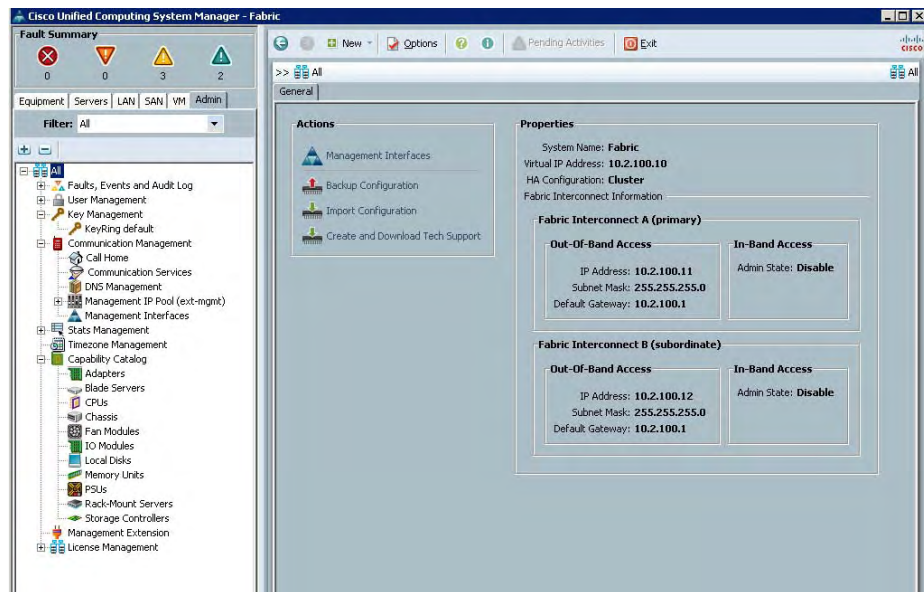 Cisco Unified Computing System Manager - Fabric
Fault Summary
0 0 3 2
Equipment Servers LAN SAN VM Admin
Filter: All
All
Faults, Events and Audit Log
User Management
Key Management
KeyRing default
Communication Management
Call Home
Communication Services
DNS Management
Management IP Pool (ext-mgmt)
Management Interfaces
Stats Management
Timezone Management
Capability Catalog
Adapters
Blade Servers
CPUs
Chassis
Fan Modules
IO Modules
Local Disks
Memory Units
PSUs
Rack-Mount Servers
Storage Controllers
Management Extension
License Management
New Options Pending Activities Exit
CISCO
>> All All
General
Actions
Management Interfaces
Backup Configuration
Import Configuration
Create and Download Tech Support
Properties
System Name: Fabric
Virtual IP Address: 10.2.100.10
HA Configuration: Cluster
Fabric Interconnect Information
Fabric Interconnect A (primary)
Out-Of-Band Access
IP Address: 10.2.100.11
Subnet Mask: 255.255.255.0
Default Gateway: 10.2.100.1
In-Band Access
Admin State: Disable
Fabric Interconnect B (subordinate)
Out-Of-Band Access
IP Address: 10.2.100.12
Subnet Mask: 255.255.255.0
Default Gateway: 10.2.100.1
In-Band Access
Admin State: Disable